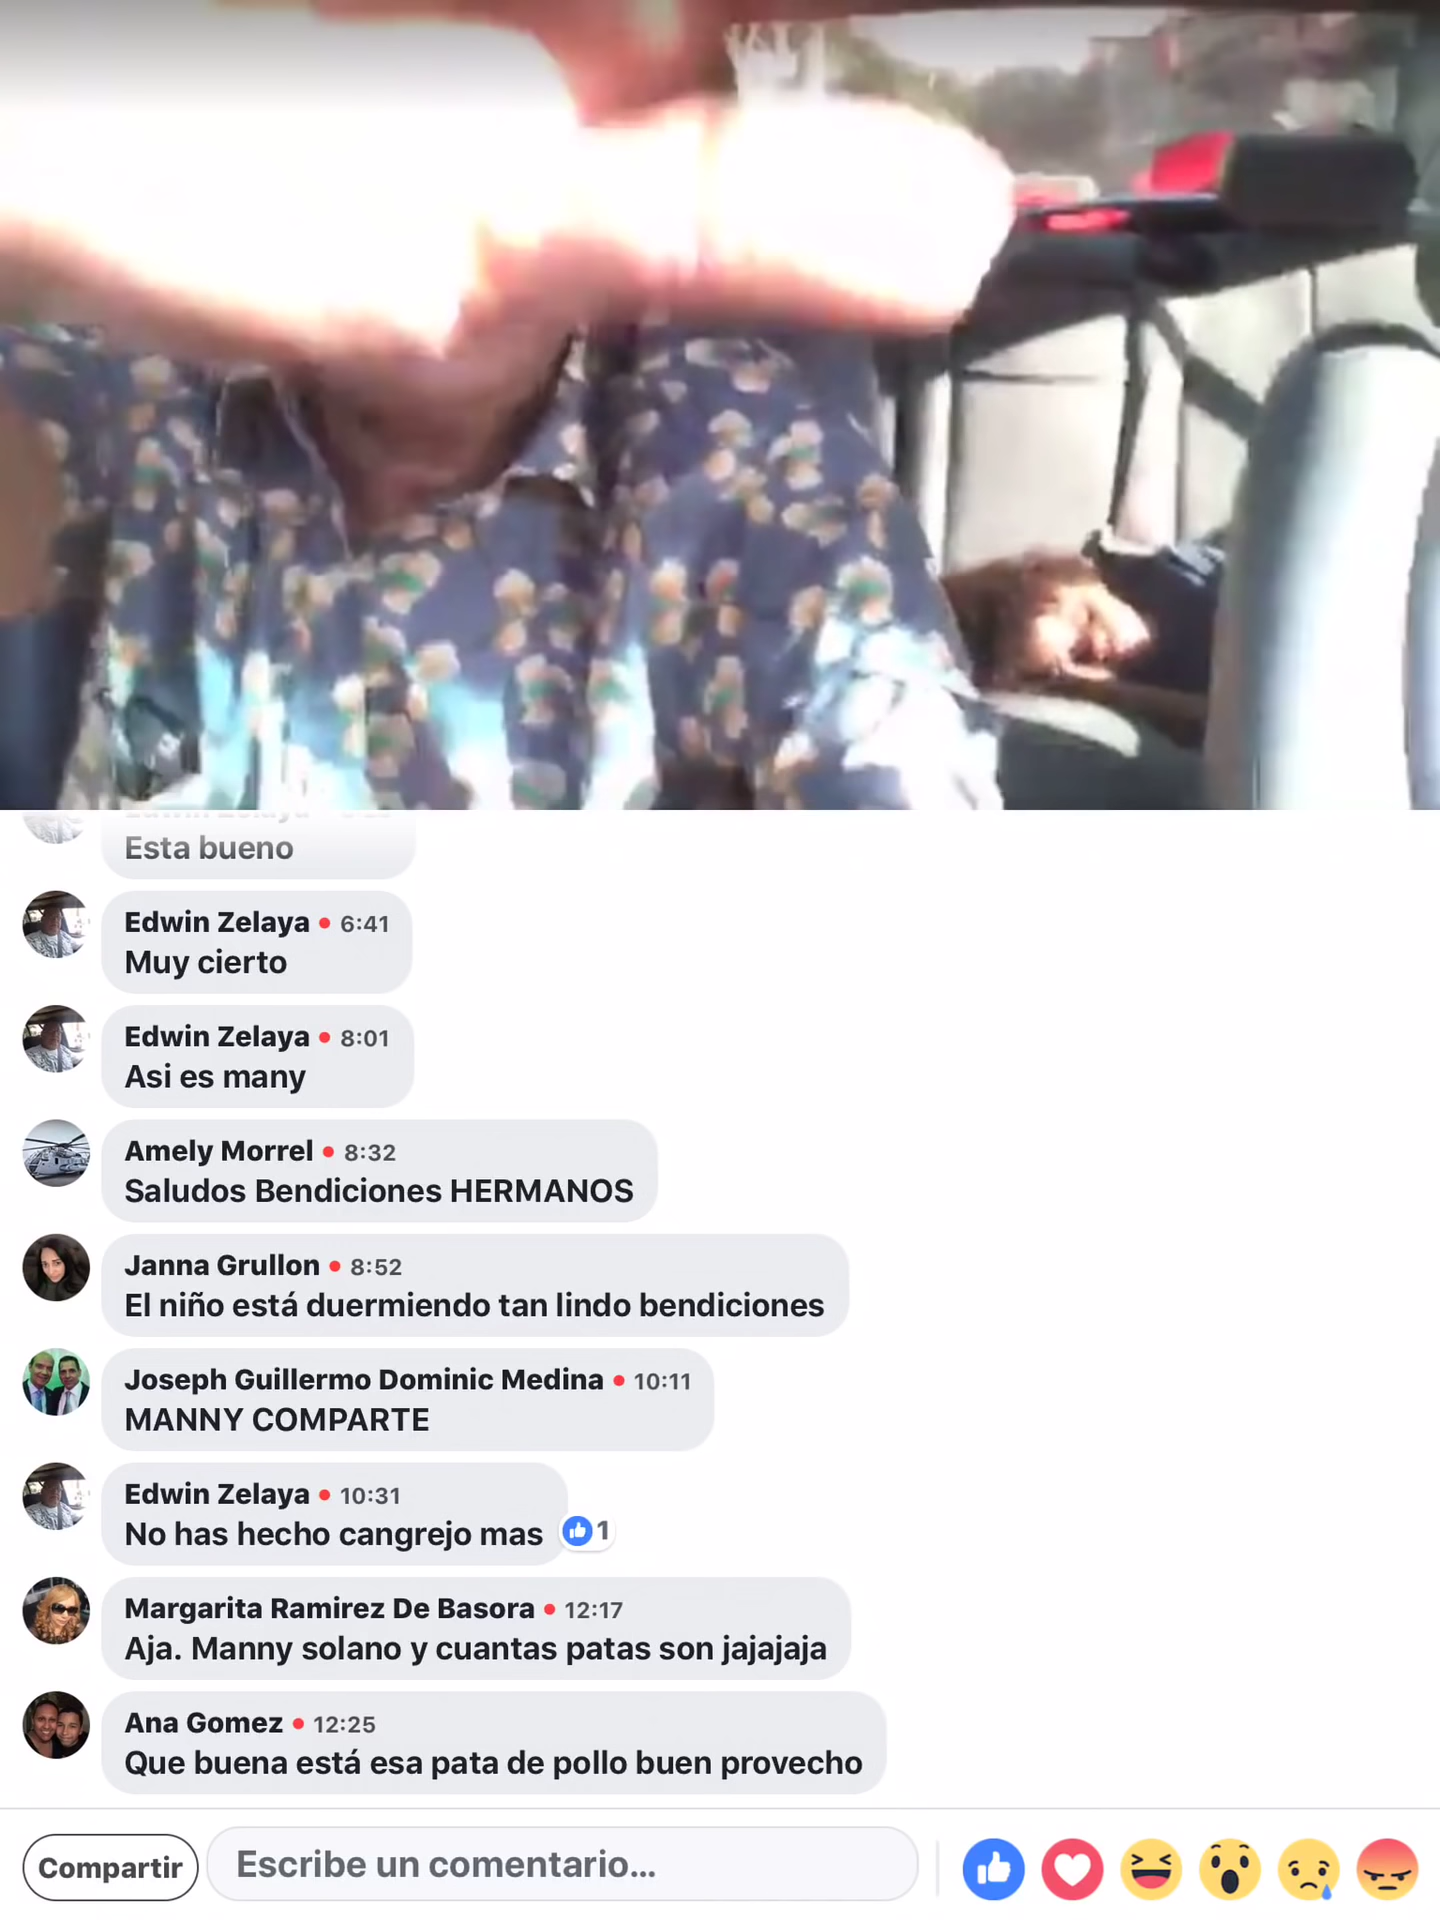 Esta bueno
Edwin Zelaya • 6:41
Muy cierto
Edwin Zelaya • 8:01
Asi es many
Amely Morrel • 8:32
Saludos Bendiciones HERMANOS
Janna Grullon • 8:52
El niño está duermiendo tan lindo bendiciones
Joseph Guillermo Dominic Medina • 10:11
MANNY COMPARTE
Edwin Zelaya • 10:31
No has hecho cangrejo mas 1
Margarita Ramirez De Basora • 12:17
Aja. Manny solano y cuantas patas son jajajaja
Ana Gomez • 12:25
Que buena está esa pata de pollo buen provecho
Compartir Escribe un comentario...